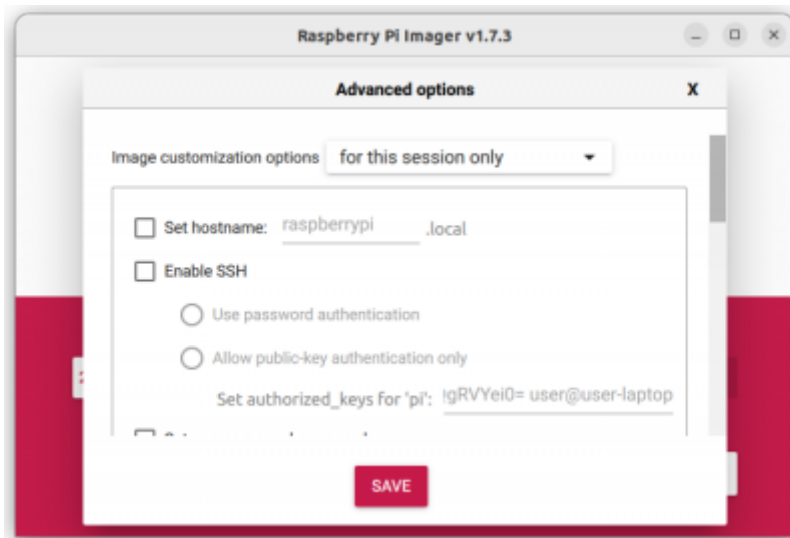 Raspberry Pi Imager v1.7.3
Advanced options X
Image customization options for this session only
Set hostname: raspberrypi .local
Enable SSH
Use password authentication
Allow public-key authentication only
Set authorized_keys for 'pi': gRVYei0= user@user-laptop
SAVE